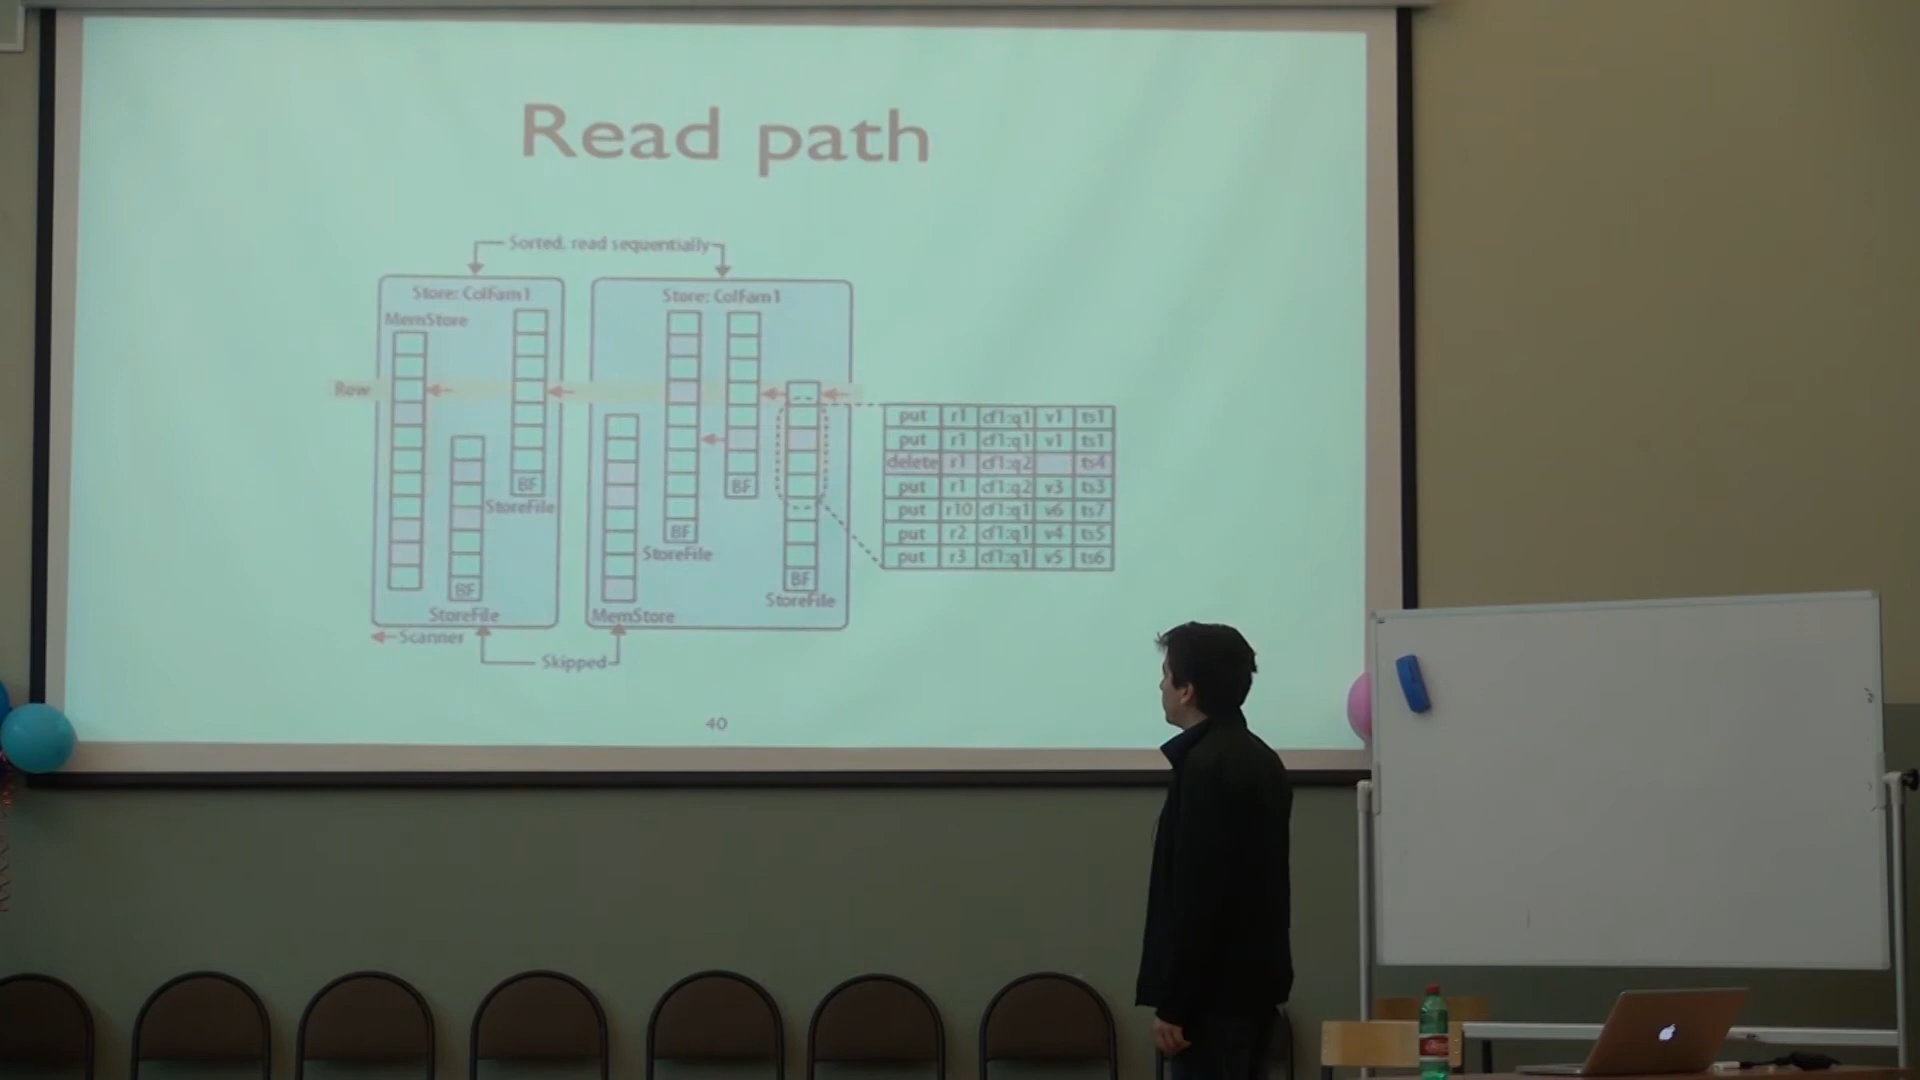 Read path
Sorted, read sequentially
Store: ColFam1
Store: ColFam1
MemStore
Row
BF
StoreFile
BF
StoreFile
BF
StoreFile
BF
BF
StoreFile
MemStore
Scanner
Skipped
put r1 cf1:q1 v1 ts1
put r1 cf1:q1 v1 ts1
delete r1 cf1:q2 ts4
put r1 cf1:q2 v3 ts3
put r10 cf1:q1 v6 ts7
put r2 cf1:q1 v4 ts5
put r3 cf1:q1 v5 ts6
40